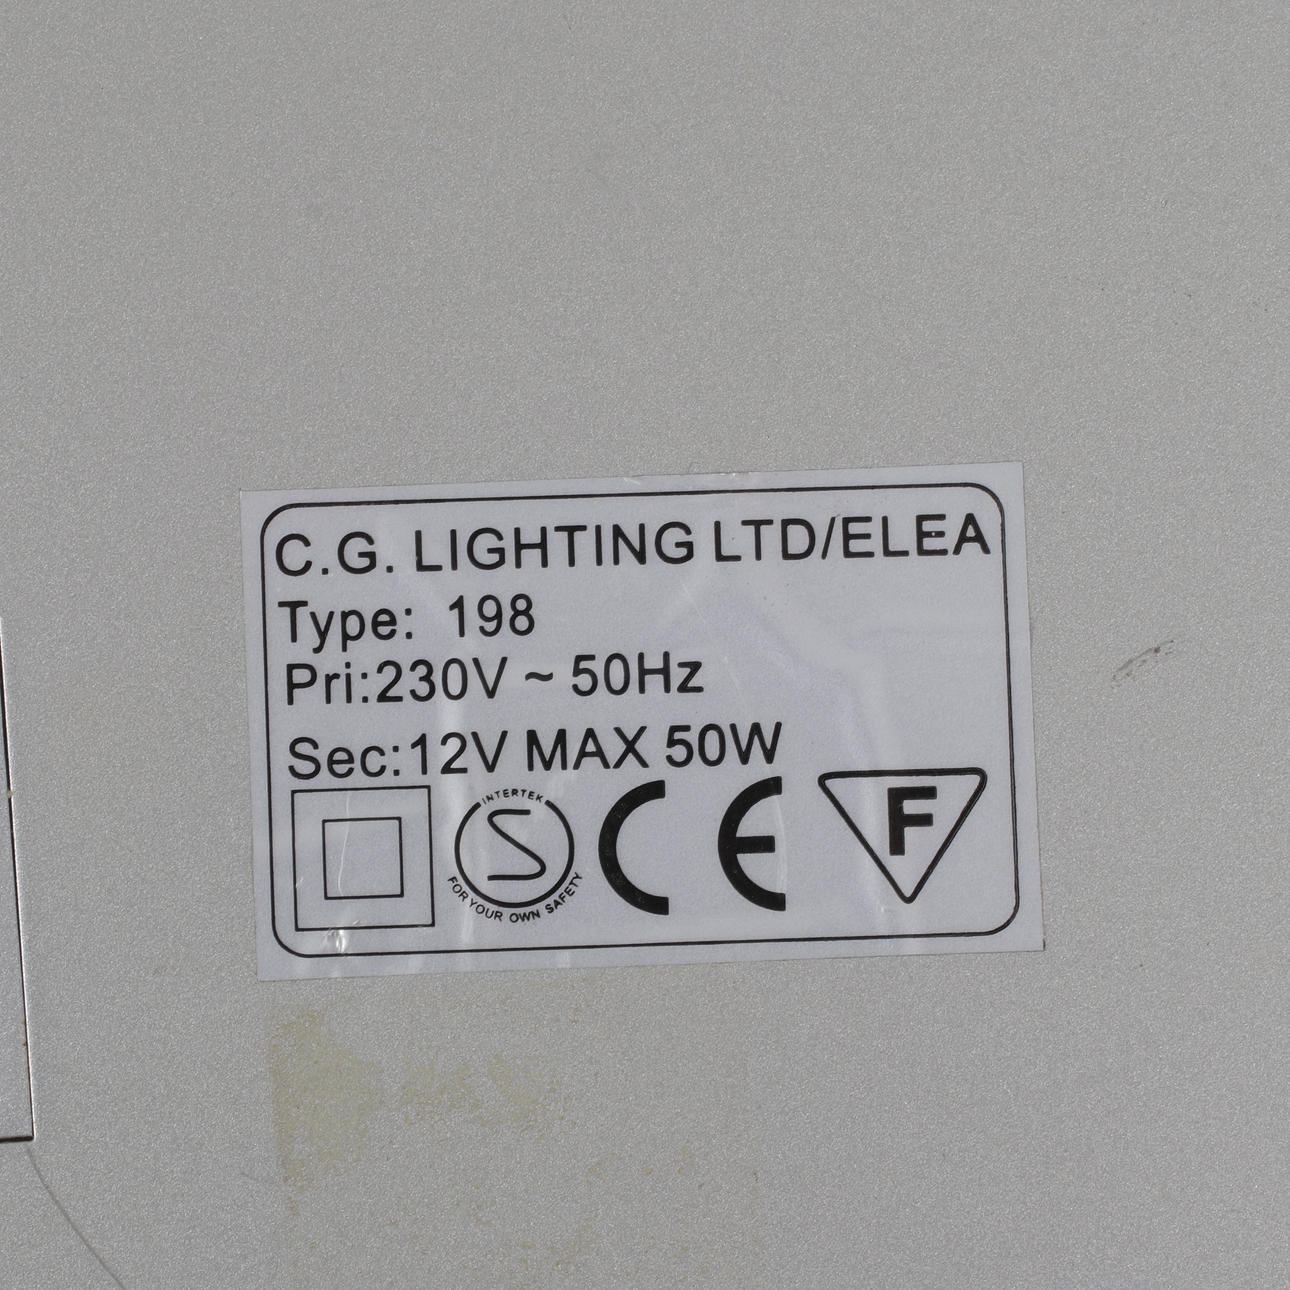 C.G. LIGHTING LTD/ELEA
Type: 198
Pri:230V ~ 50Hz
Sec:12V MAX 50W
INTERTEK
S
FOR YOUR OWN SAFETY
CE
F